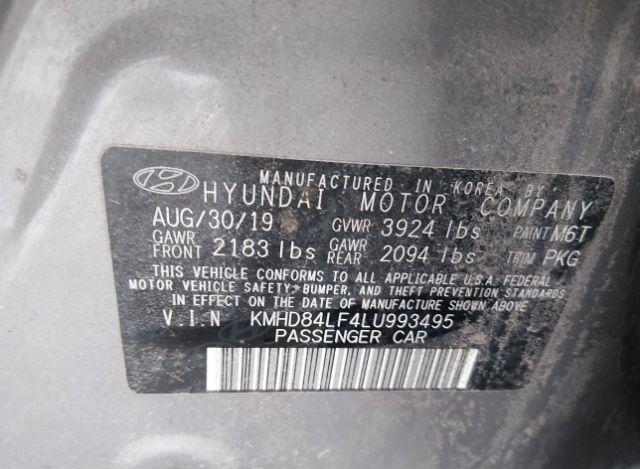 MANUFACTURED IN KOREA BY
HYUNDAI MOTOR COMPANY
AUG/30/19 GVWR 3924 lbs PAINT M6T
GAWR FRONT 2183 lbs GAWR REAR 2094 lbs TRIM PKG
THIS VEHICLE CONFORMS TO ALL APPLICABLE U.S.A. FEDERAL
MOTOR VEHICLE SAFETY, BUMPER, AND THEFT PREVENTION STANDARDS
IN EFFECT ON THE DATE OF MANUFACTURE SHOWN ABOVE
V.I.N KMHD84LF4LU993495
PASSENGER CAR